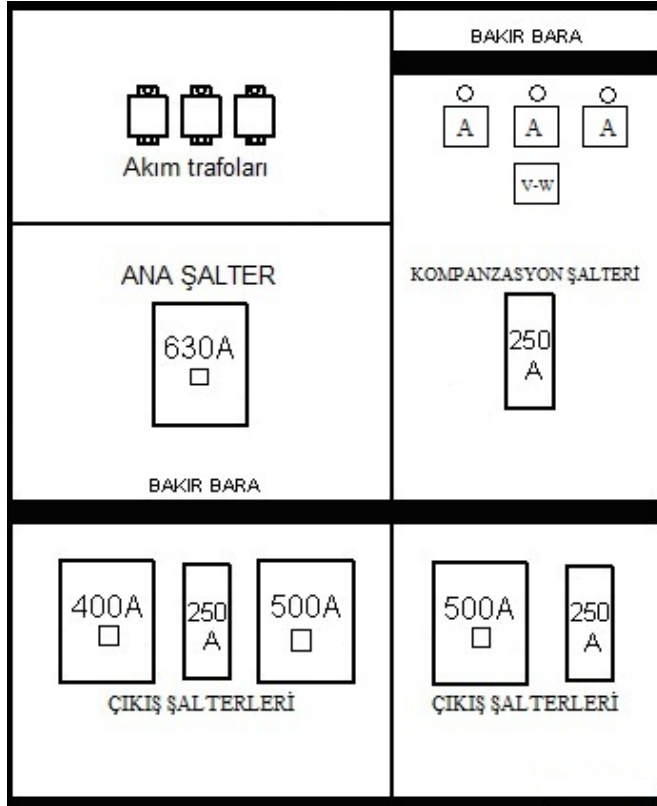 BAKIR BARA
A A A
V-W
Akım trafoları
ANA ŞALTER
630A
BAKIR BARA
KOMPANZASYON ŞALTERİ
250
A
400A
250
A
500A
ÇIKIŞ ŞALTERLERİ
500A
250
A
ÇIKIŞ ŞALTERLERİ